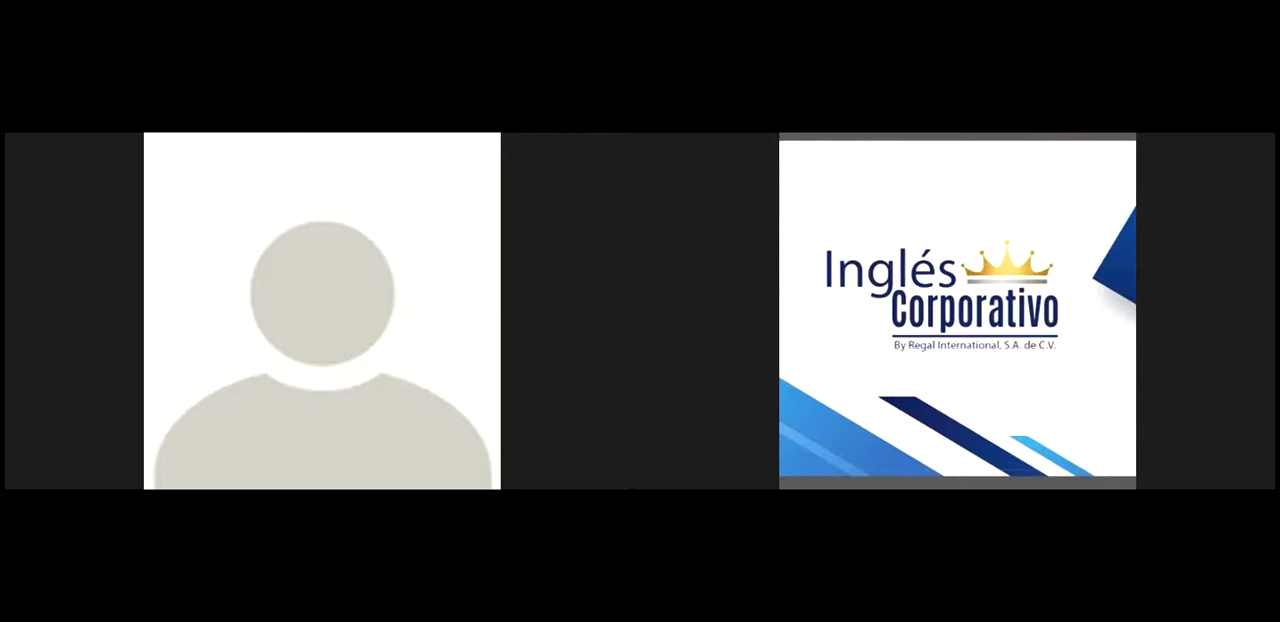 Inglés
Corporativo
By Regal International, S.A. de C.V.